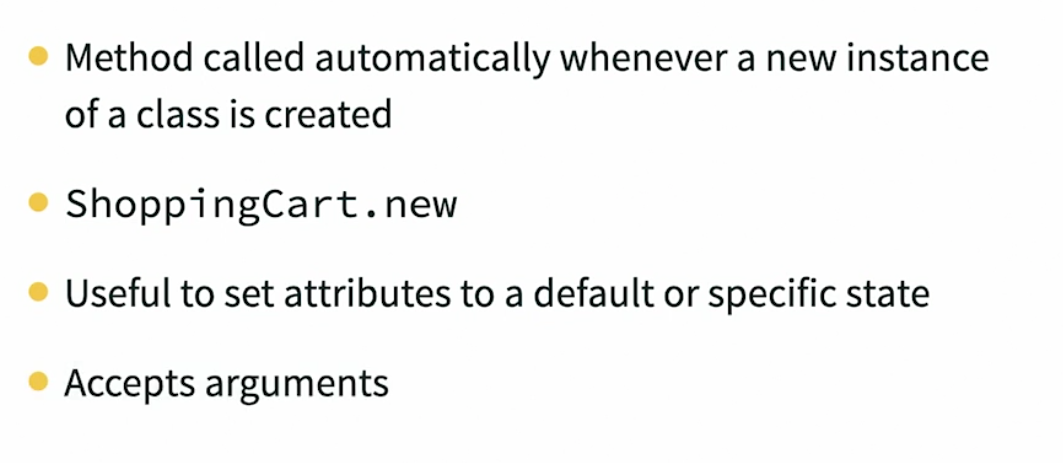 Method called automatically whenever a new instance
of a class is created
ShoppingCart.new
Useful to set attributes to a default or specific state
Accepts arguments